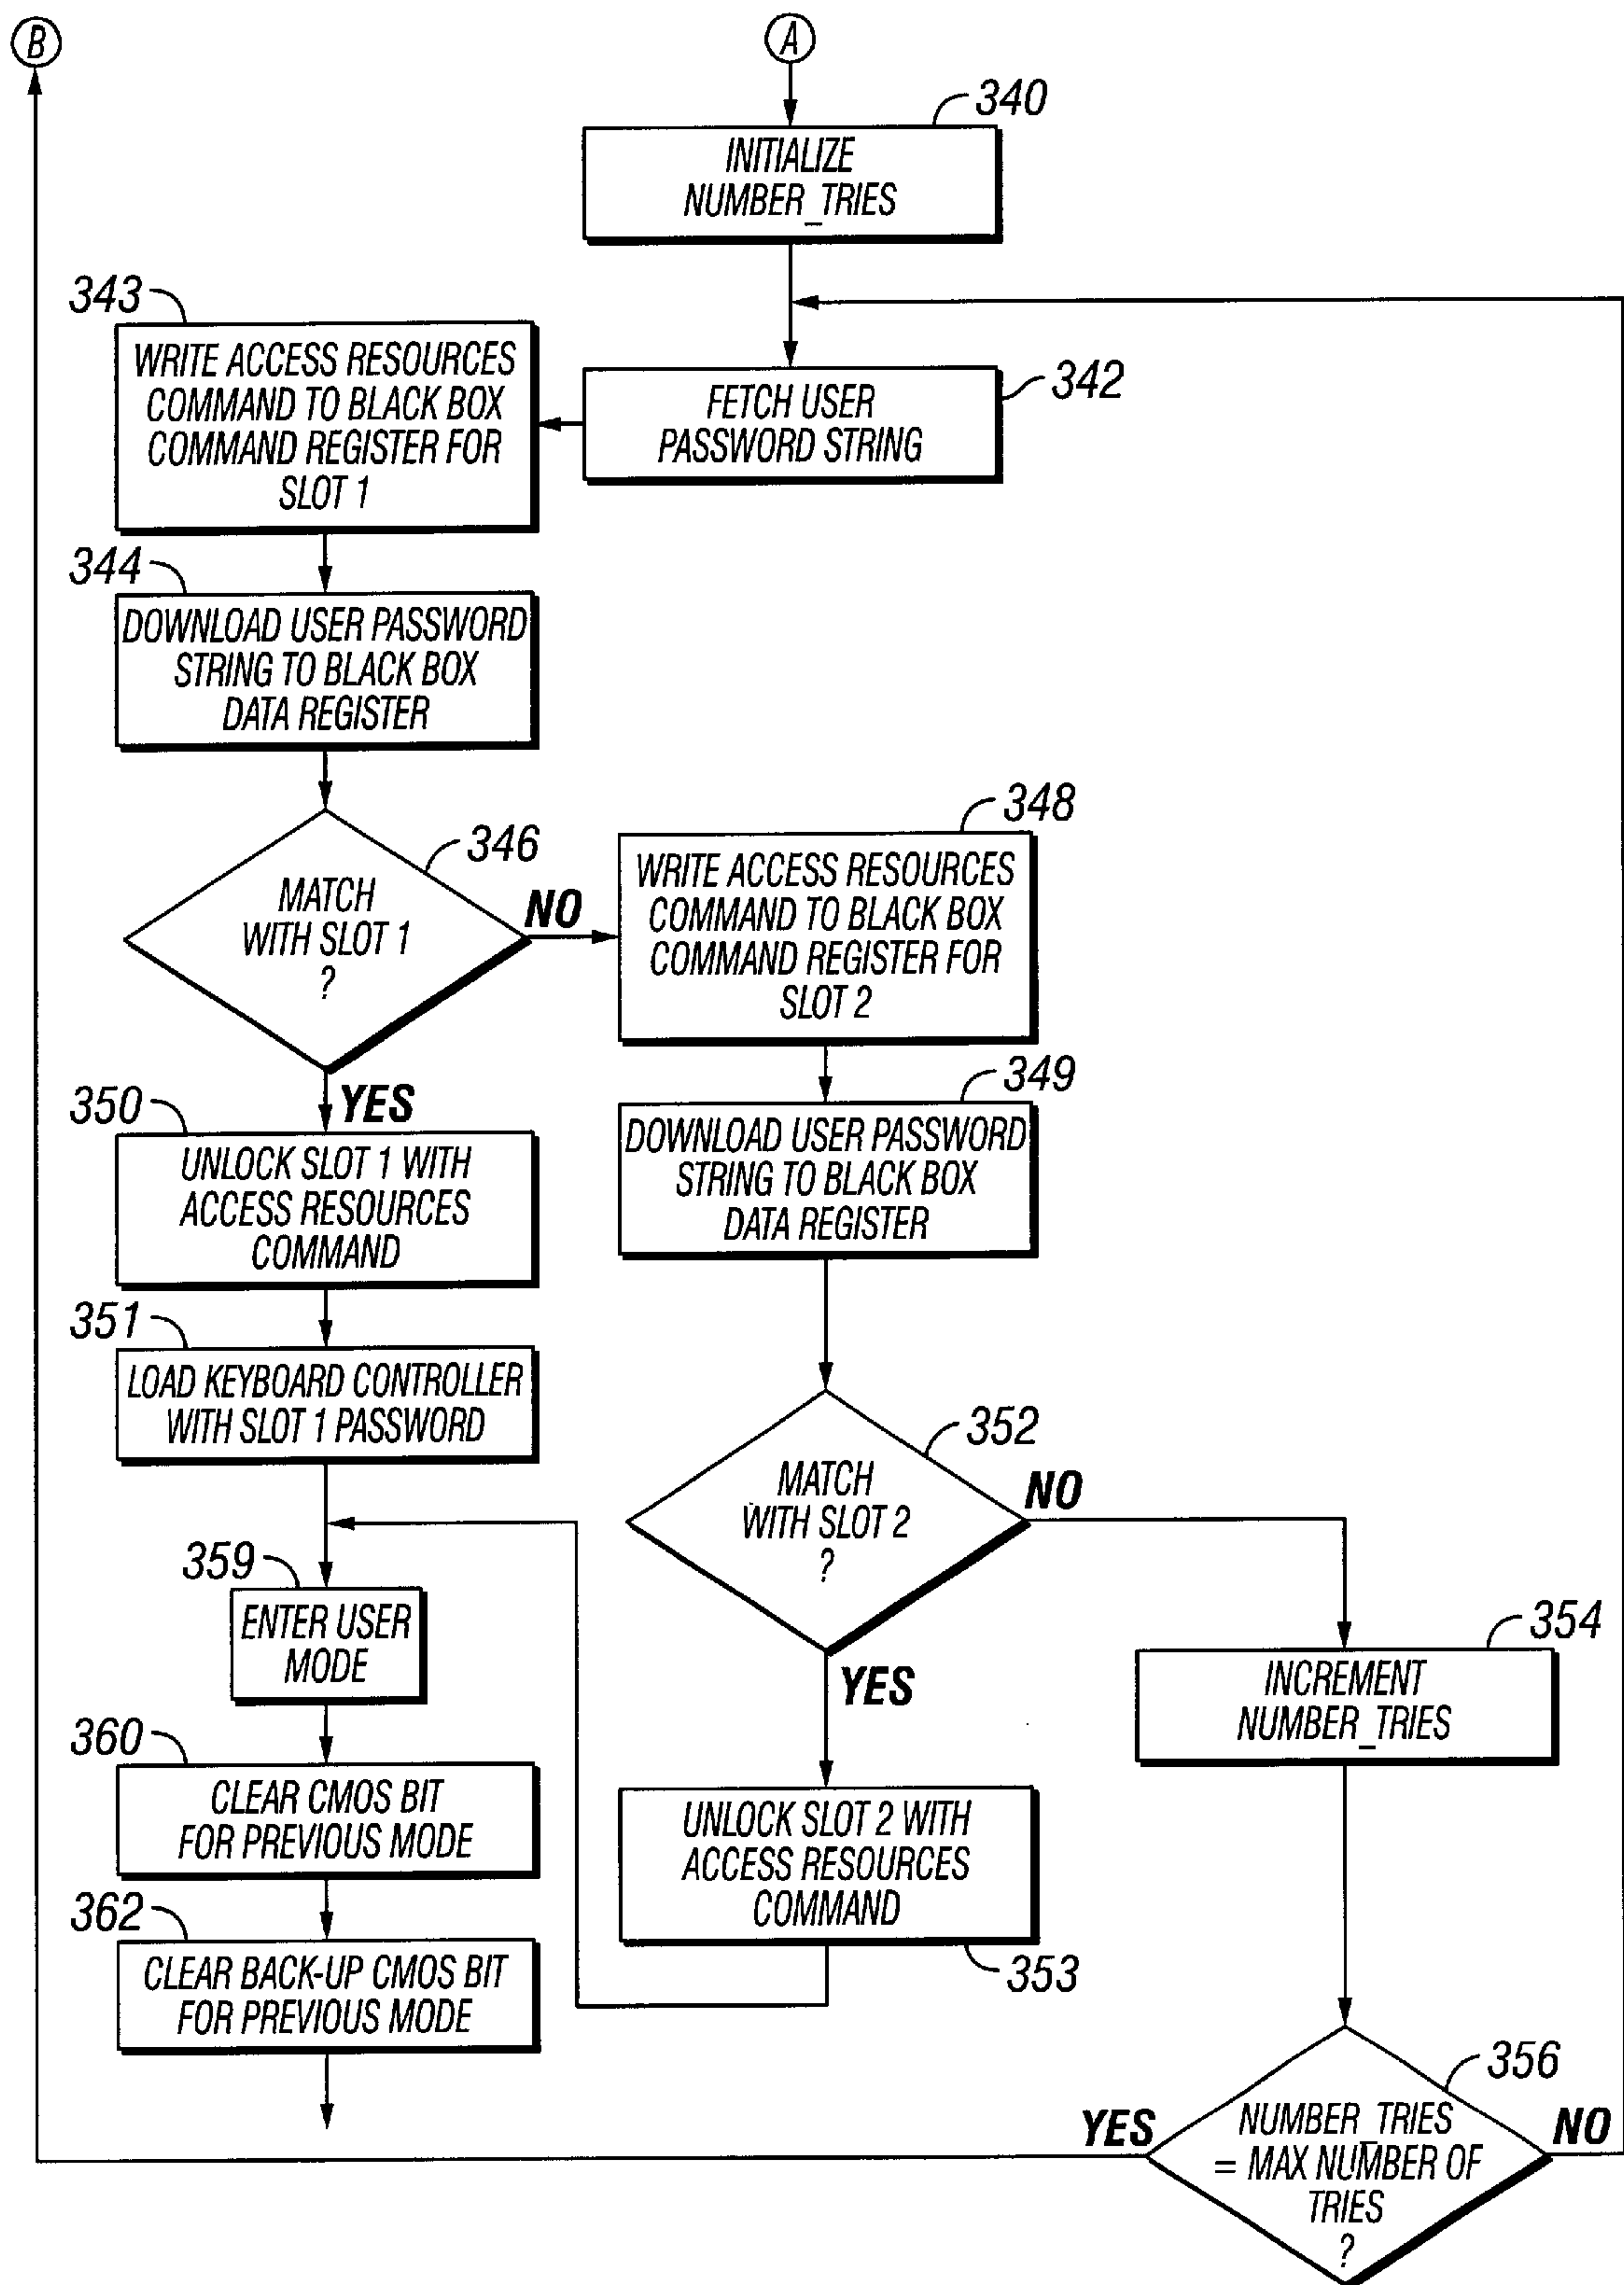 B
A
340
INITIALIZE
NUMBER_TRIES
343
WRITE ACCESS RESOURCES
COMMAND TO BLACK BOX
COMMAND REGISTER FOR
SLOT 1
342
FETCH USER
PASSWORD STRING
344
DOWNLOAD USER PASSWORD
STRING TO BLACK BOX
DATA REGISTER
346
MATCH
WITH SLOT 1
?
NO
YES
348
WRITE ACCESS RESOURCES
COMMAND TO BLACK BOX
COMMAND REGISTER FOR
SLOT 2
349
DOWNLOAD USER PASSWORD
STRING TO BLACK BOX
DATA REGISTER
350
UNLOCK SLOT 1 WITH
ACCESS RESOURCES
COMMAND
351
LOAD KEYBOARD CONTROLLER
WITH SLOT 1 PASSWORD
352
MATCH
WITH SLOT 2
?
NO
YES
359
ENTER USER
MODE
354
INCREMENT
NUMBER_TRIES
360
CLEAR CMOS BIT
FOR PREVIOUS MODE
UNLOCK SLOT 2 WITH
ACCESS RESOURCES
COMMAND
353
362
CLEAR BACK-UP CMOS BIT
FOR PREVIOUS MODE
356
YES
NUMBER_TRIES
= MAX NUMBER OF
TRIES
?
NO